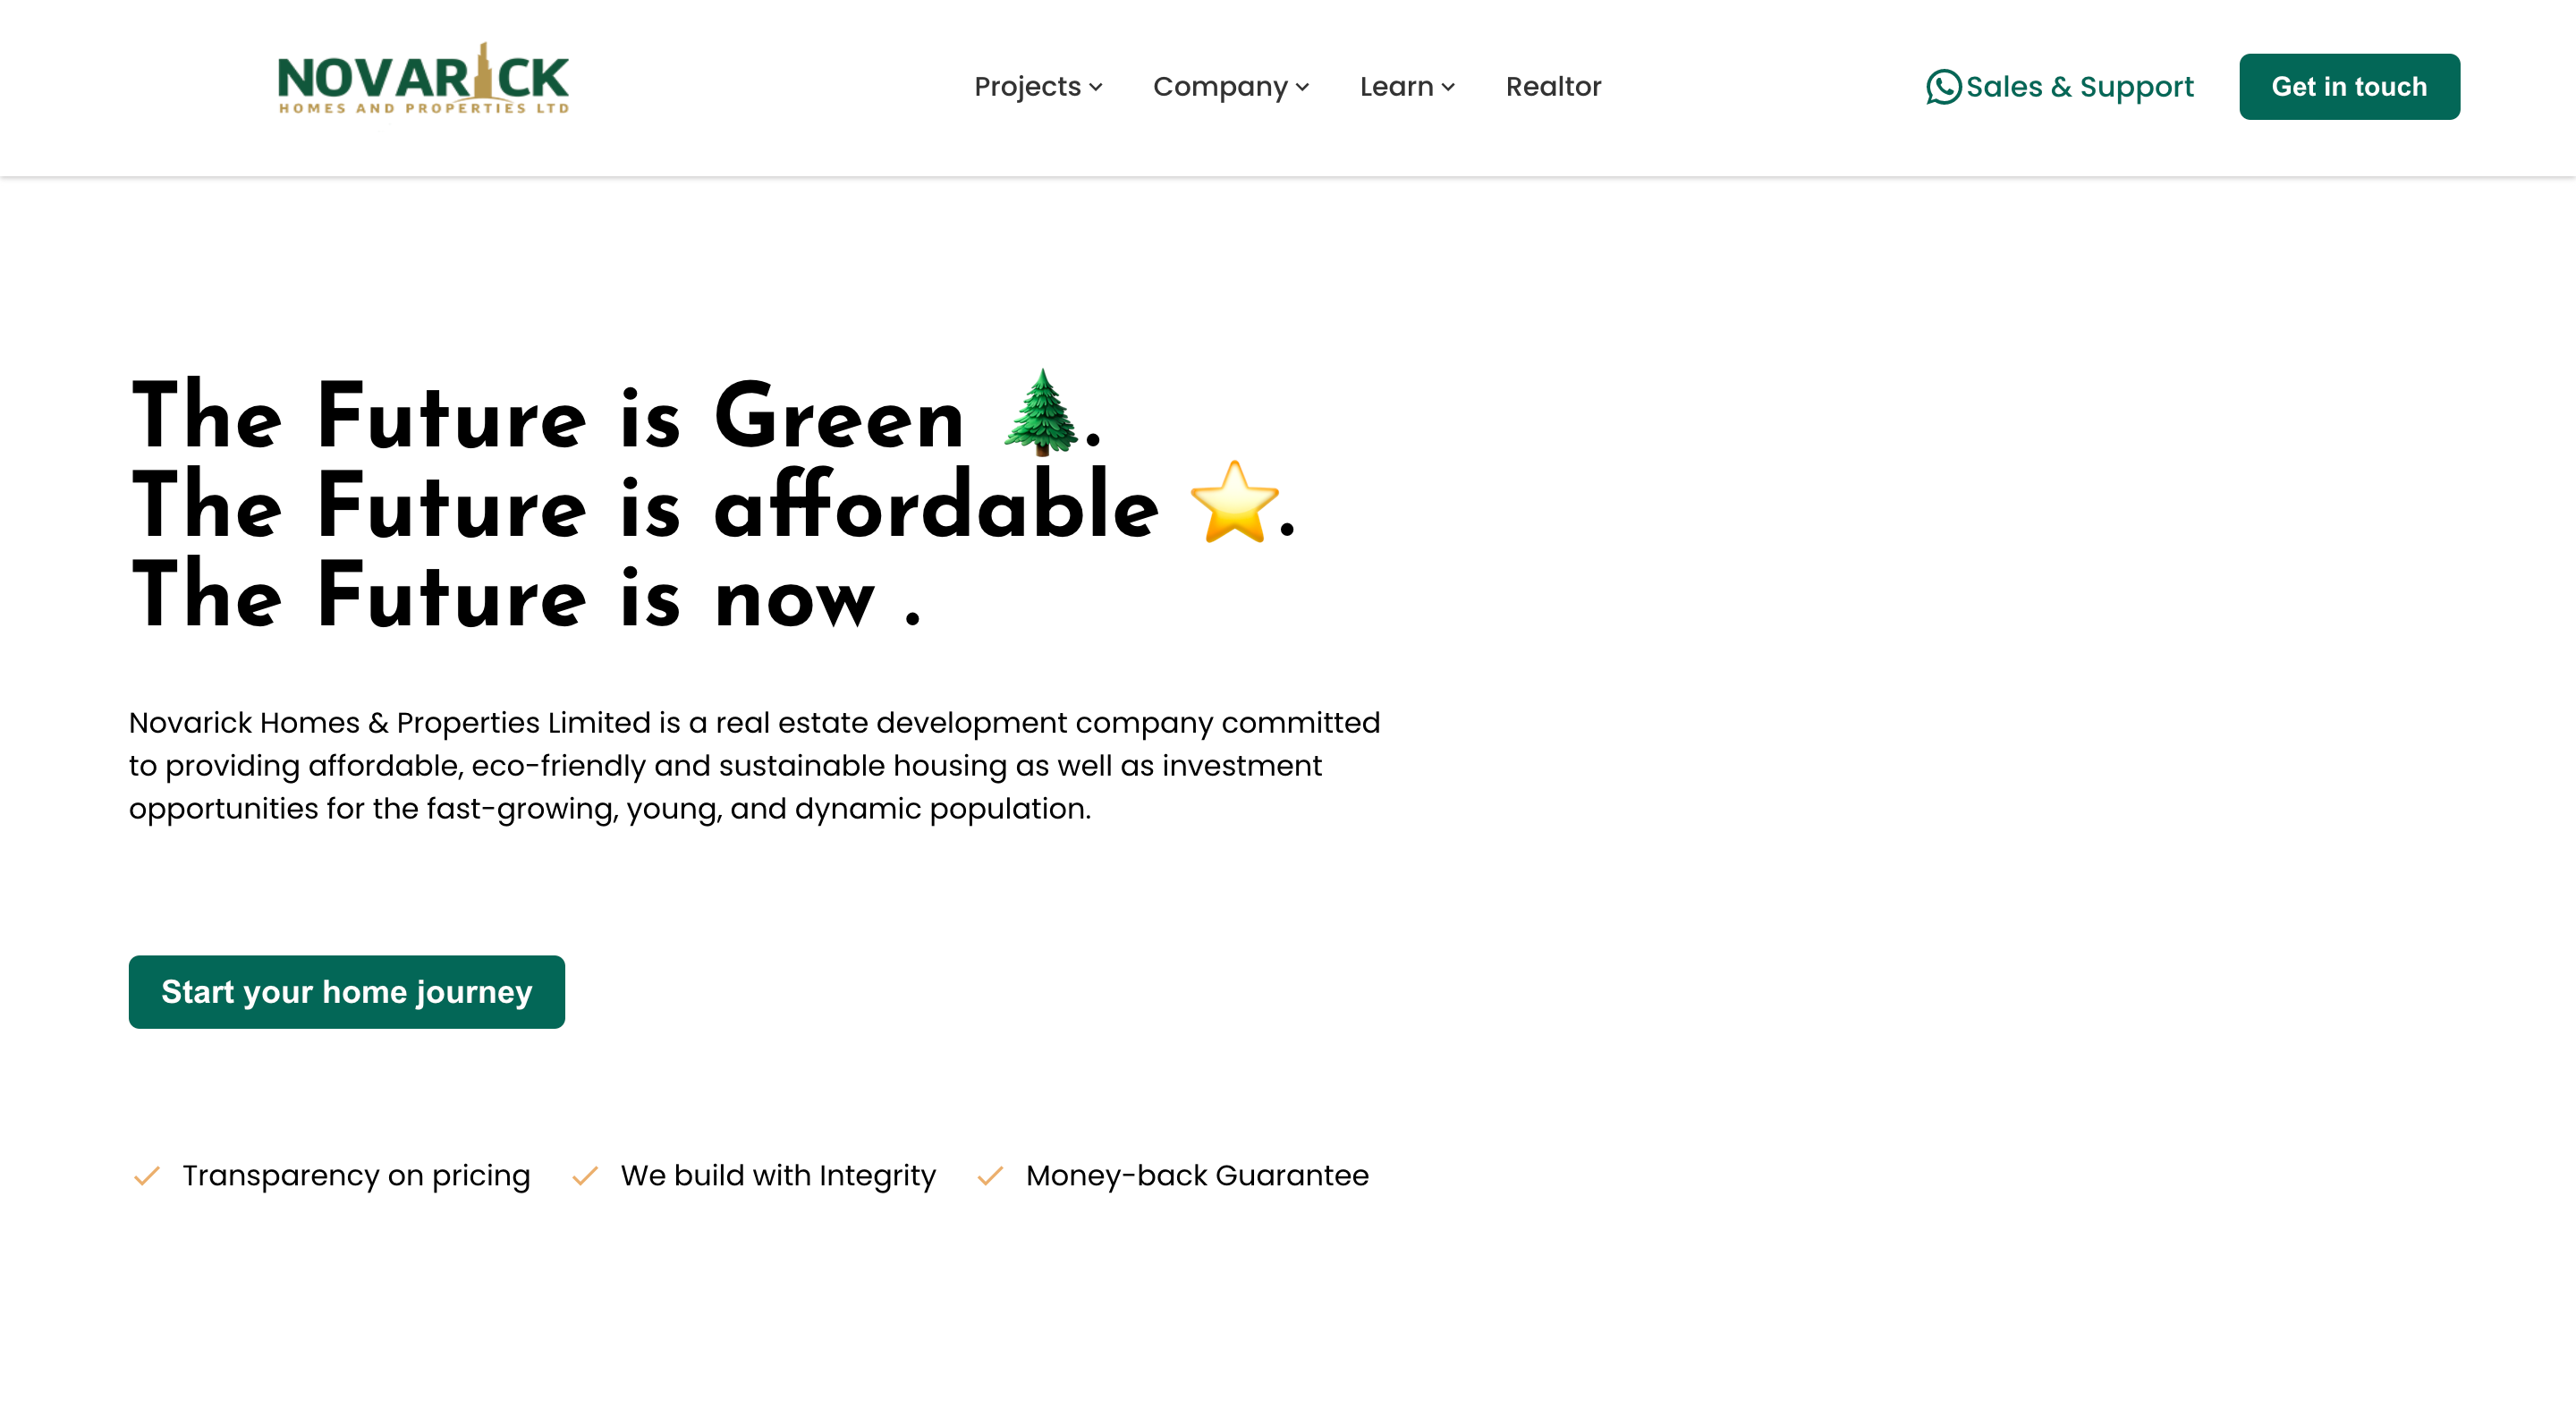 NOVARICK
HOMES AND PROPERTIES LTD
Projects
Company
Learn
Realtor
Sales & Support
Get in touch
The Future is Green 🌲.
The Future is affordable ⭐.
The Future is now .
Novarick Homes & Properties Limited is a real estate development company committed
to providing affordable, eco-friendly and sustainable housing as well as investment
opportunities for the fast-growing, young, and dynamic population.
Start your home journey
Transparency on pricing
We build with Integrity
Money-back Guarantee